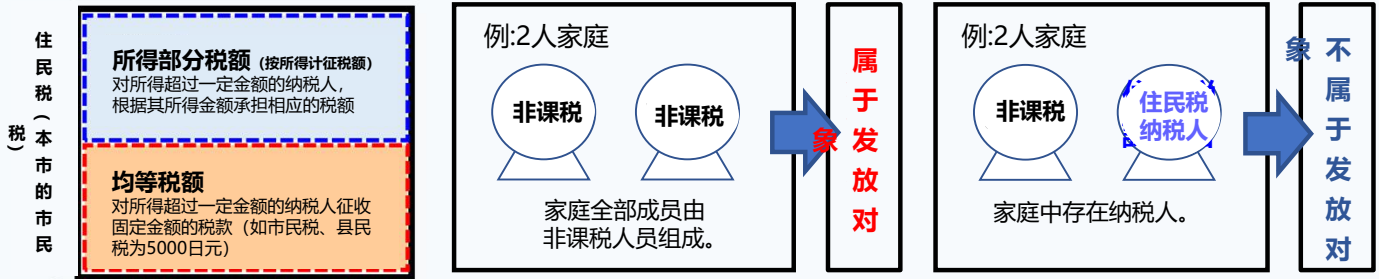 住民税(本市的市民税)
所得部分税额(按所得计征税额)
对所得超过一定金额的纳税人，
根据其所得金额承担相应的税额
均等税额
对所得超过一定金额的纳税人征收
固定金额的税款（如市民税、县民
税为5000日元）
例:2人家庭
非课税
非课税
家庭全部成员由
非课税人员组成。
属于发放对象
例:2人家庭
非课税
住民税
纳税人
家庭中存在纳税人。
不属于发放对象